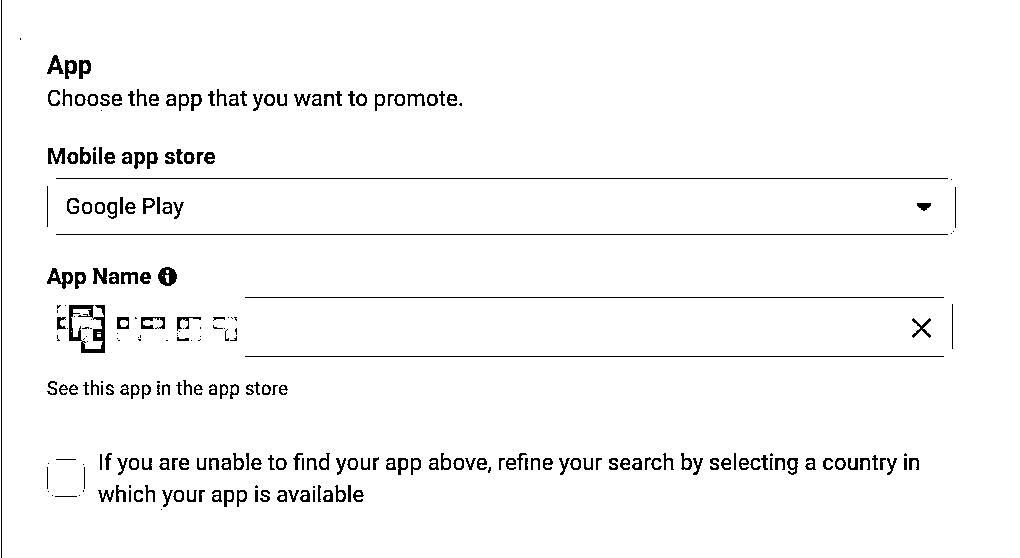 App
Choose the app that you want to promote.
Mobile app store
Google Play
App Name
See this app in the app store
If you are unable to find your app above, refine your search by selecting a country in
which your app is available